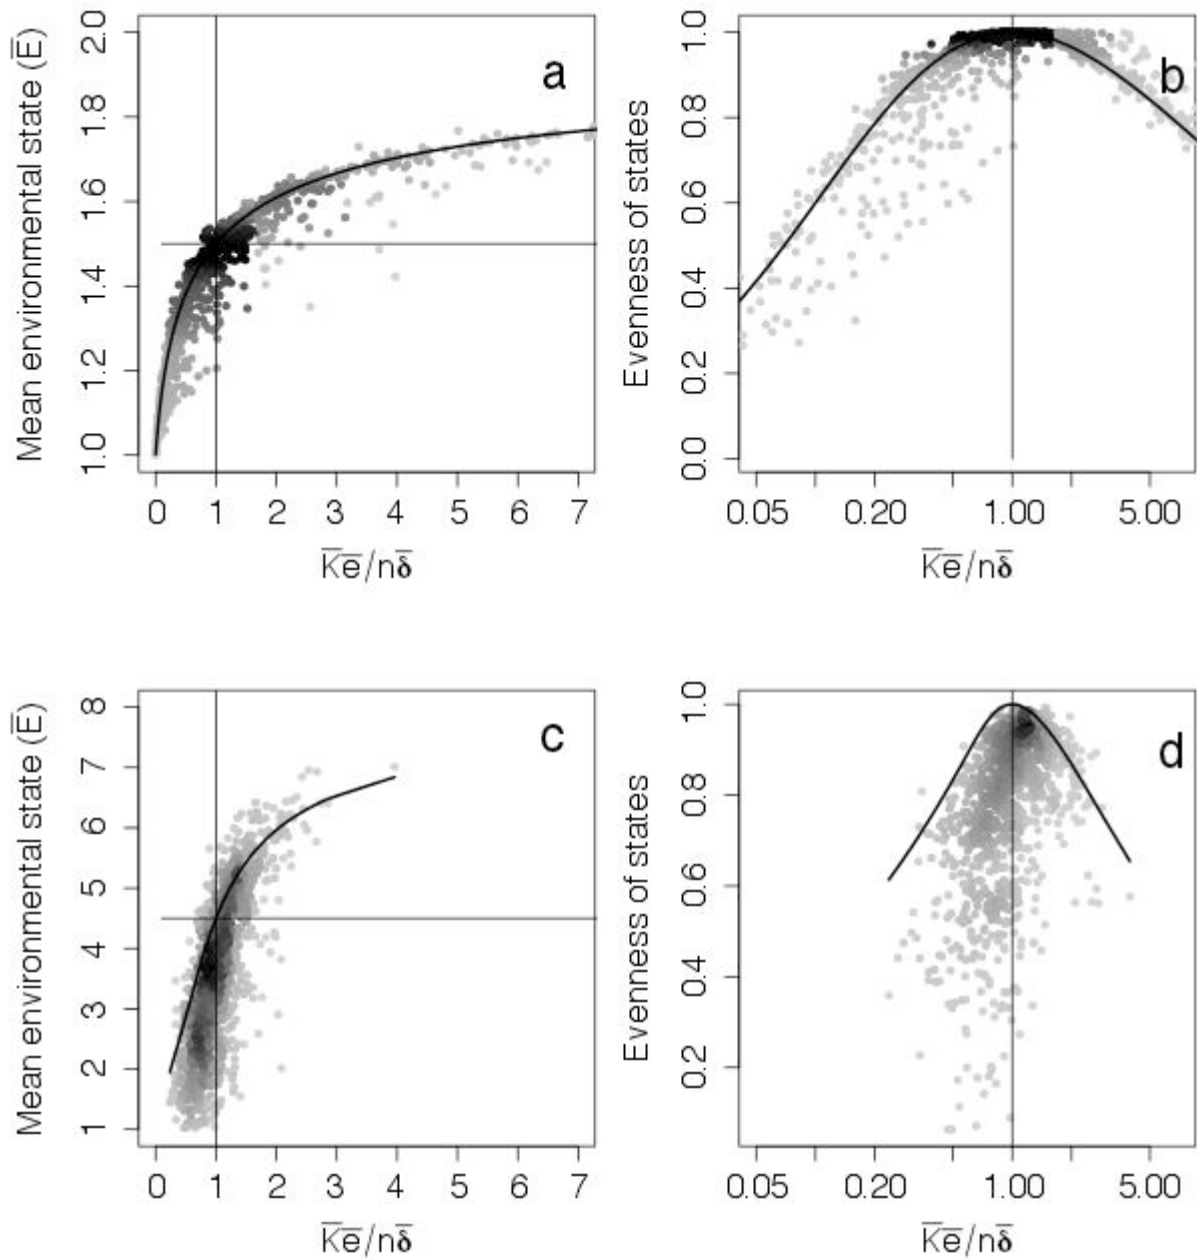 Mean environmental state (E̅)
2.0
1.8
1.6
1.4
1.2
1.0
a
0 1 2 3 4 5 6 7
K̅e̅/nδ̅
Evenness of states
1.0
0.8
0.6
0.4
0.2
0.0
b
0.05 0.20 1.00 5.00
K̅e̅/nδ̅
Mean environmental state (E̅)
8
7
6
5
4
3
2
1
c
0 1 2 3 4 5 6 7
K̅e̅/nδ̅
Evenness of states
1.0
0.8
0.6
0.4
0.2
d
0.05 0.20 1.00 5.00
K̅e̅/nδ̅